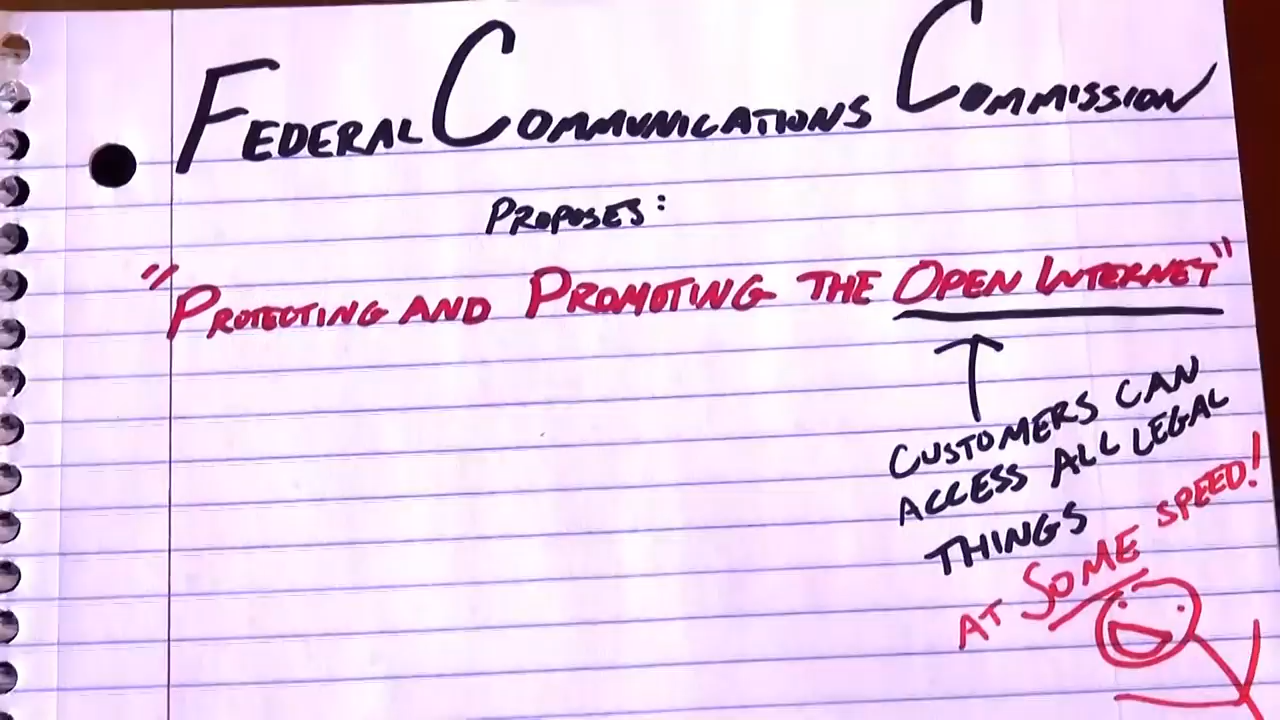 FEDERAL COMMUNICATIONS COMMISSION
PROPOSES:
"PROTECTING AND PROMOTING THE OPEN INTERNET"
CUSTOMERS CAN
ACCESS ALL LEGAL
THINGS
AT SOME SPEED!